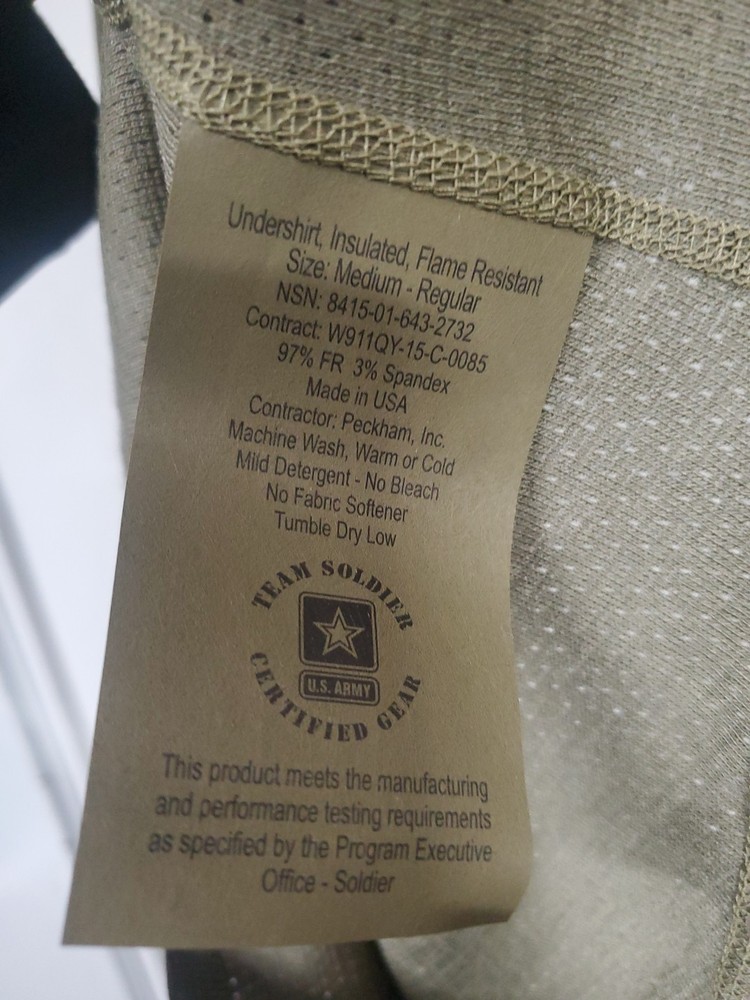 Undershirt, Insulated, Flame Resistant
Size: Medium - Regular
NSN: 8415-01-643-2732
Contract: W911QY-15-C-0085
97% FR 3% Spandex
Made in USA
Contractor: Peckham, Inc.
Machine Wash, Warm or Cold
Mild Detergent - No Bleach
No Fabric Softener
Tumble Dry Low
TEAM SOLDIER
U.S. ARMY
CERTIFIED GEAR
This product meets the manufacturing
and performance testing requirements
as specified by the Program Executive
Office - Soldier